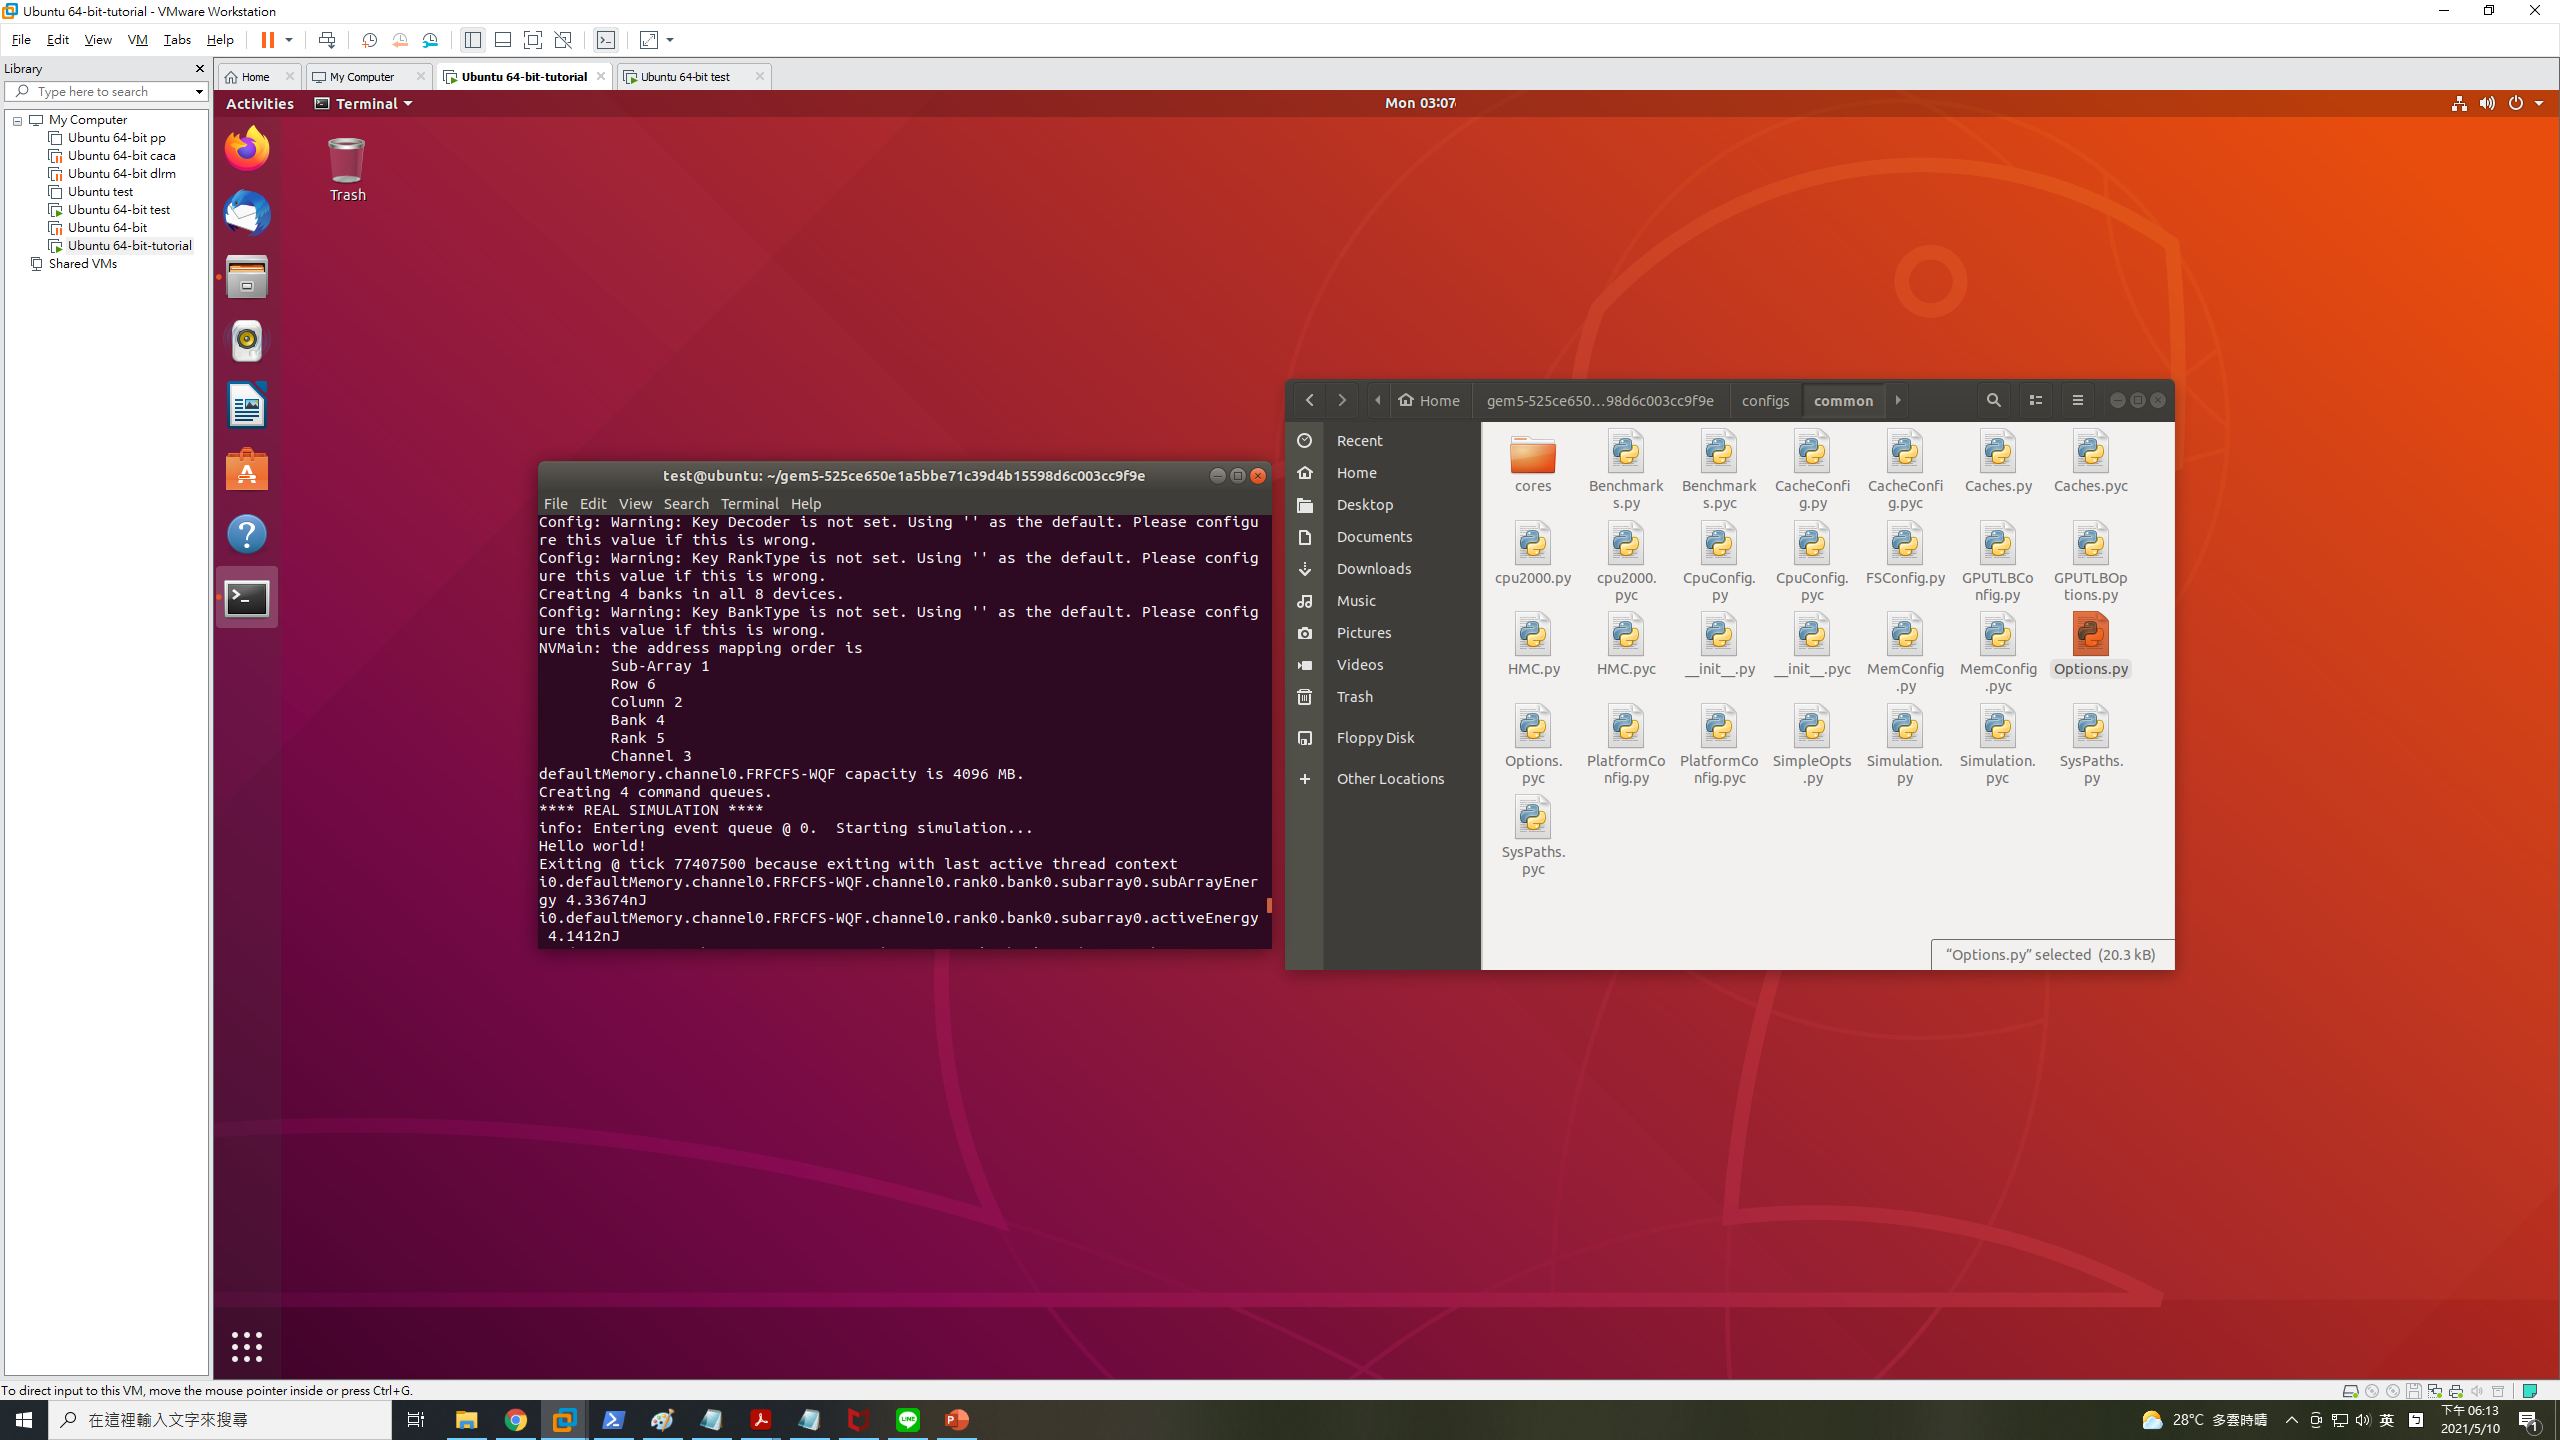 Ubuntu 64-bit-tutorial - VMware Workstation
File Edit View VM Tabs Help
Library
Type here to search
My Computer
Ubuntu 64-bit pp
Ubuntu 64-bit caca
Ubuntu 64-bit dlrm
Ubuntu test
Ubuntu 64-bit test
Ubuntu 64-bit
Ubuntu 64-bit-tutorial
Shared VMs
Home
My Computer
Ubuntu 64-bit-tutorial
Ubuntu 64-bit test
Activities
Terminal
Mon 03:07
Trash
test@ubuntu: ~/gem5-525ce650e1a5bbe71c39d4b15598d6c003cc9f9e
File Edit View Search Terminal Help
Config: Warning: Key Decoder is not set. Using '' as the default. Please configu
re this value if this is wrong.
Config: Warning: Key RankType is not set. Using '' as the default. Please config
ure this value if this is wrong.
Creating 4 banks in all 8 devices.
Config: Warning: Key BankType is not set. Using '' as the default. Please config
ure this value if this is wrong.
NVMain: the address mapping order is
Sub-Array 1
Row 6
Column 2
Bank 4
Rank 5
Channel 3
defaultMemory.channel0.FRFCFS-WQF capacity is 4096 MB.
Creating 4 command queues.
**** REAL SIMULATION ****
info: Entering event queue @ 0.  Starting simulation...
Hello world!
Exiting @ tick 77407500 because exiting with last active thread context
i0.defaultMemory.channel0.FRFCFS-WQF.channel0.rank0.bank0.subarray0.subArrayEner
gy 4.33674nJ
i0.defaultMemory.channel0.FRFCFS-WQF.channel0.rank0.bank0.subarray0.activeEnergy
4.1412nJ
Home
gem5-525ce650…98d6c003cc9f9e
configs
common
Recent
Home
Desktop
Documents
Downloads
Music
Pictures
Videos
Trash
Floppy Disk
Other Locations
cores
Benchmark
s.py
Benchmark
s.pyc
CacheConfi
g.py
CacheConfi
g.pyc
Caches.py
Caches.pyc
cpu2000.py
cpu2000.
pyc
CpuConfig.
py
CpuConfig.
pyc
FSConfig.py
GPUTLBCo
nfig.py
GPUTLBOp
tions.py
HMC.py
HMC.pyc
__init__.py
__init__.pyc
MemConfig
.py
MemConfig
.pyc
Options.py
Options.
pyc
PlatformCo
nfig.py
PlatformCo
nfig.pyc
SimpleOpts
.py
Simulation.
py
Simulation.
pyc
SysPaths.
py
SysPaths.
pyc
“Options.py” selected (20.3 kB)
To direct input to this VM, move the mouse pointer inside or press Ctrl+G.
在這裡輸入文字來搜尋
LINE
28°C 多雲時晴
英
下午 06:13
2021/5/10
1